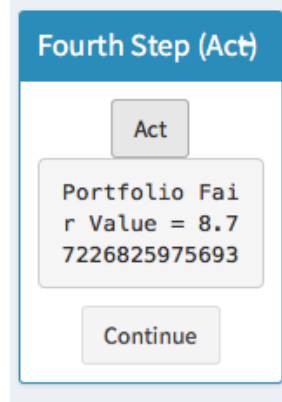 Fourth Step (Act)
Act
Portfolio Fai
r Value = 8.7
7226825975693
Continue